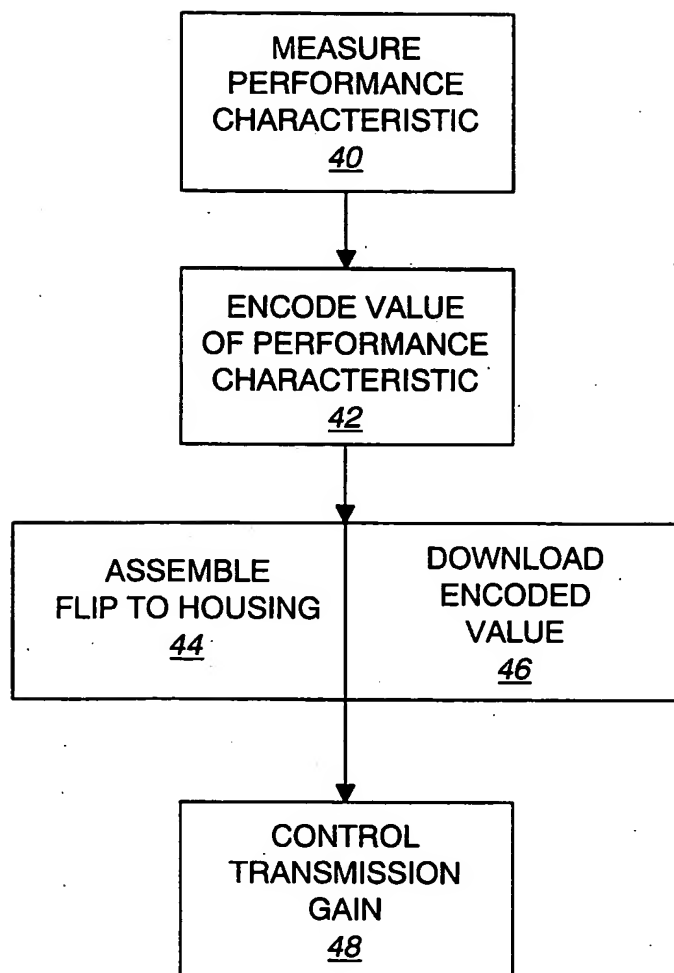 MEASURE
PERFORMANCE
CHARACTERISTIC
40
ENCODE VALUE
OF PERFORMANCE
CHARACTERISTIC
42
ASSEMBLE
FLIP TO HOUSING
44
DOWNLOAD
ENCODED
VALUE
46
CONTROL
TRANSMISSION
GAIN
48